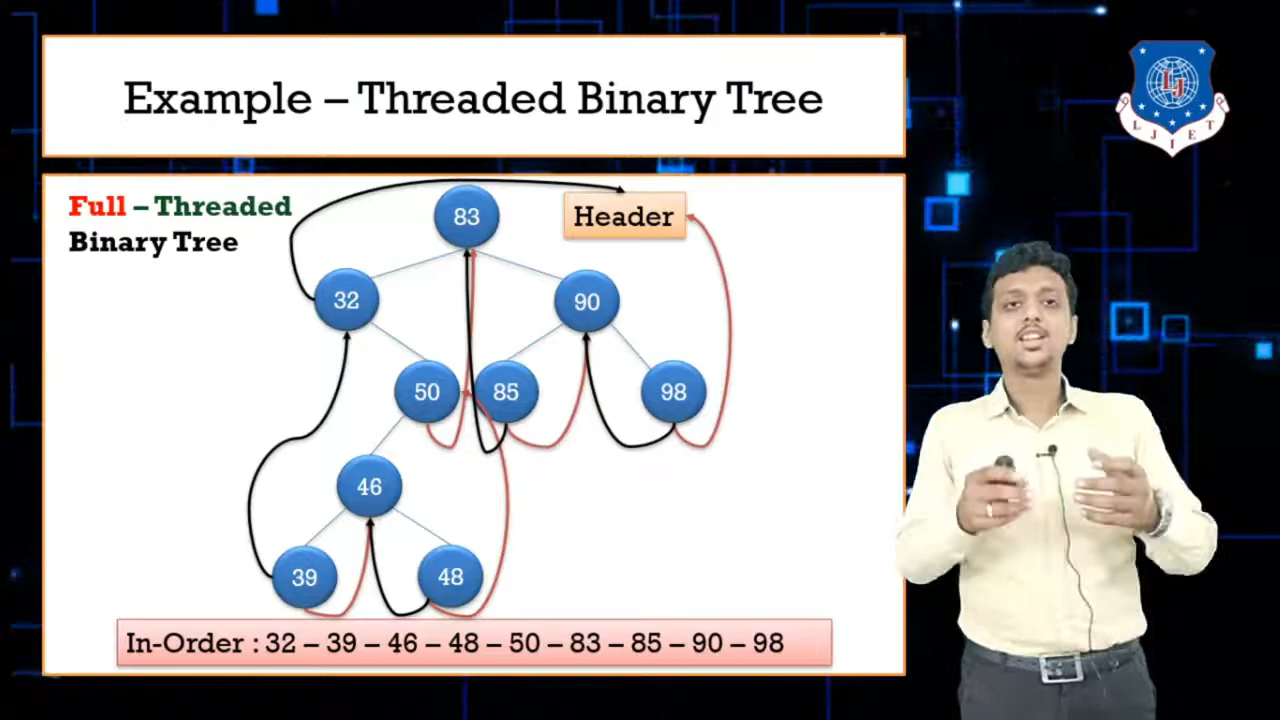 Example – Threaded Binary Tree
LJ
L J I E T
Full – Threaded
Binary Tree
83
Header
32
90
50
85
98
46
39
48
In-Order : 32 – 39 – 46 – 48 – 50 – 83 – 85 – 90 – 98